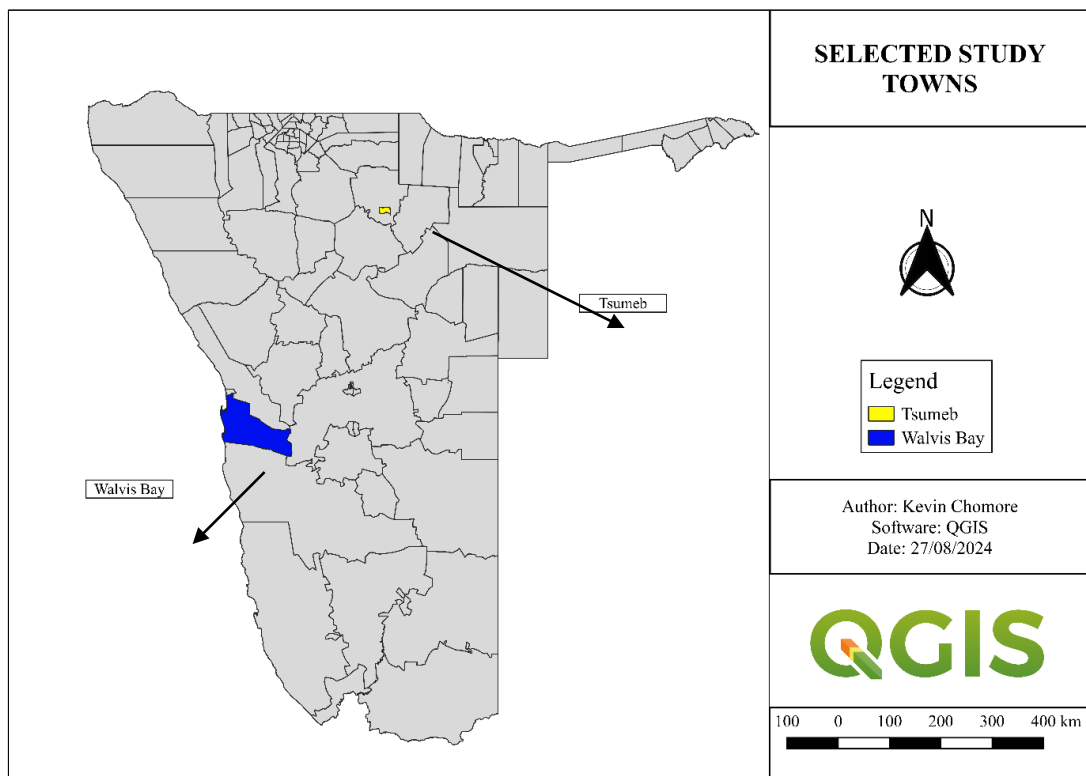 SELECTED STUDY
TOWNS
N
Tsumeb
Legend
Tsumeb
Walvis Bay
Walvis Bay
Author: Kevin Chomore
Software: QGIS
Date: 27/08/2024
QGIS
100 0 100 200 300 400 km